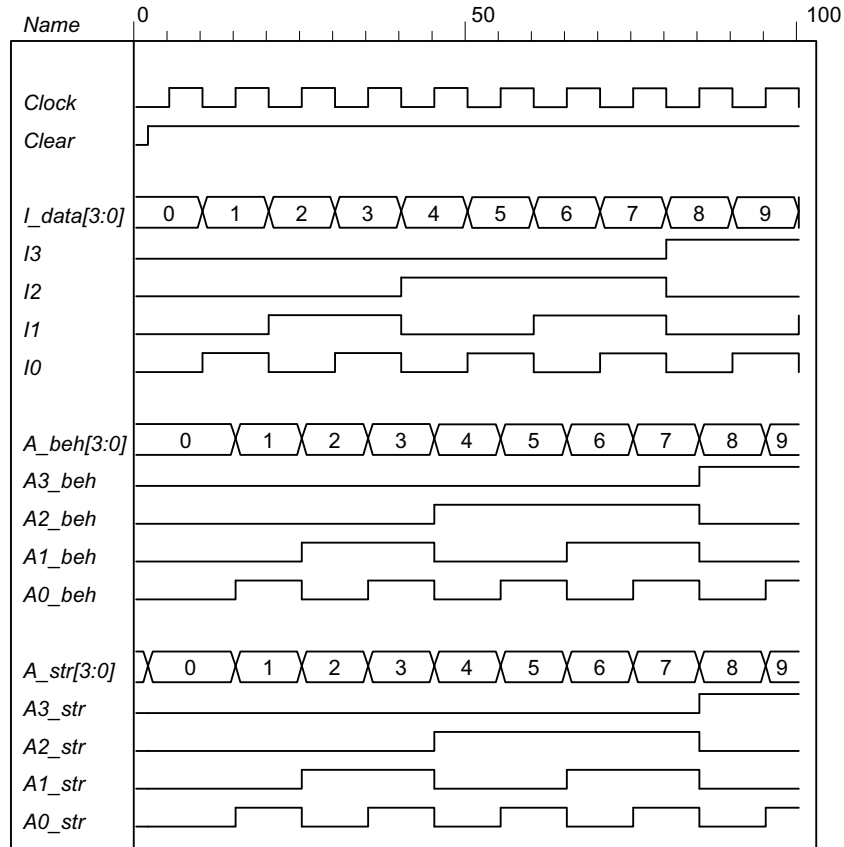 Name 0 50 100
Clock
Clear
I_data[3:0] 0 1 2 3 4 5 6 7 8 9
I3
I2
I1
I0
A_beh[3:0] 0 1 2 3 4 5 6 7 8 9
A3_beh
A2_beh
A1_beh
A0_beh
A_str[3:0] 0 1 2 3 4 5 6 7 8 9
A3_str
A2_str
A1_str
A0_str